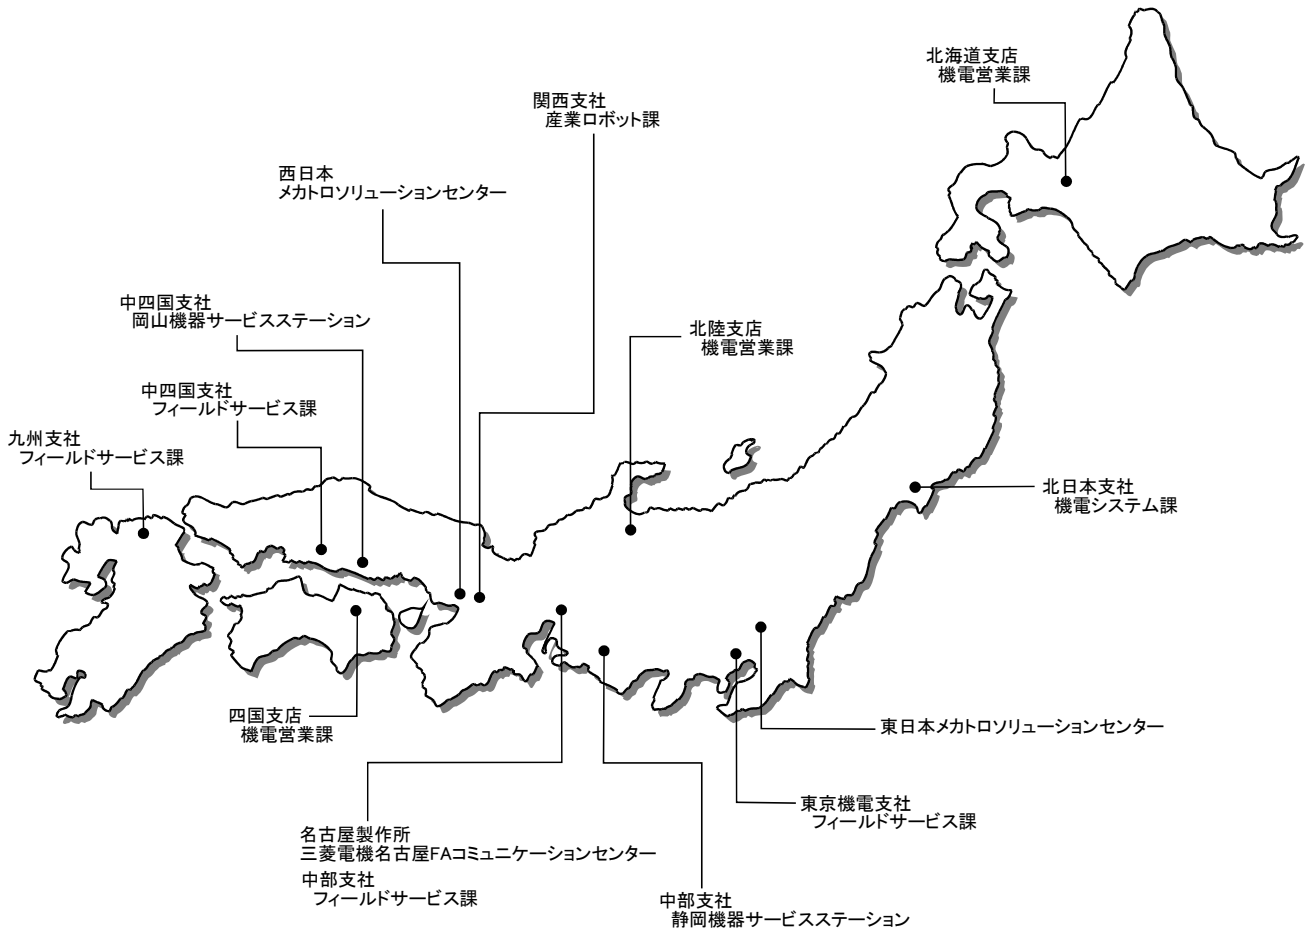 北海道支店
機電営業課
関西支社
産業ロボット課
西日本
メカトロソリューションセンター
中四国支社
岡山機器サービスステーション
北陸支店
機電営業課
中四国支社
フィールドサービス課
九州支社
フィールドサービス課
北日本支社
機電システム課
四国支店
機電営業課
東日本メカトロソリューションセンター
東京機電支社
フィールドサービス課
名古屋製作所
三菱電機名古屋FAコミュニケーションセンター
中部支社
フィールドサービス課
中部支社
静岡機器サービスステーション